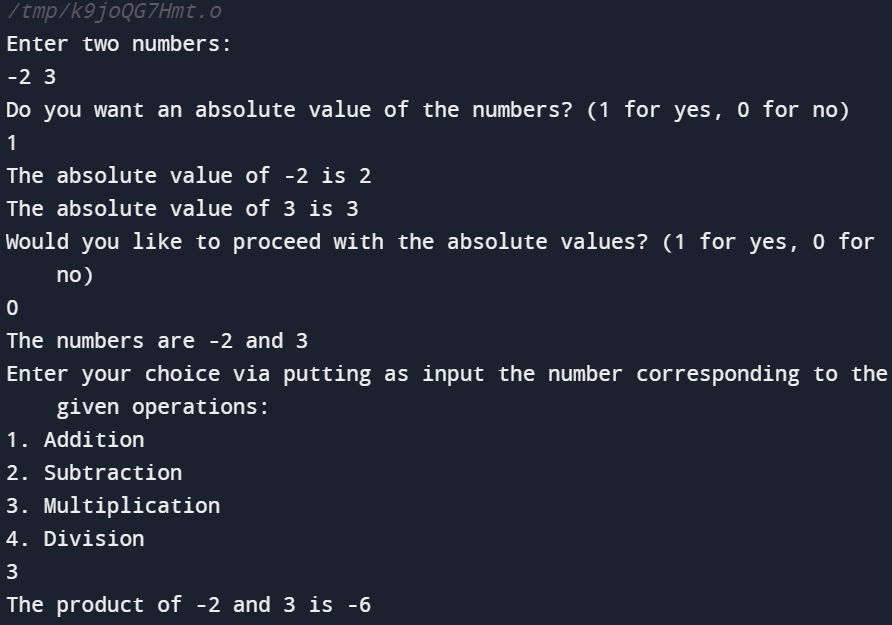 /tmp/k9joQG7Hmt.o
Enter two numbers:
-2 3
Do you want an absolute value of the numbers? (1 for yes, 0 for no)
1
The absolute value of -2 is 2
The absolute value of 3 is 3
Would you like to proceed with the absolute values? (1 for yes, 0 for
no)
0
The numbers are -2 and 3
Enter your choice via putting as input the number corresponding to the
given operations:
1. Addition
2. Subtraction
3. Multiplication
4. Division
3
The product of -2 and 3 is -6